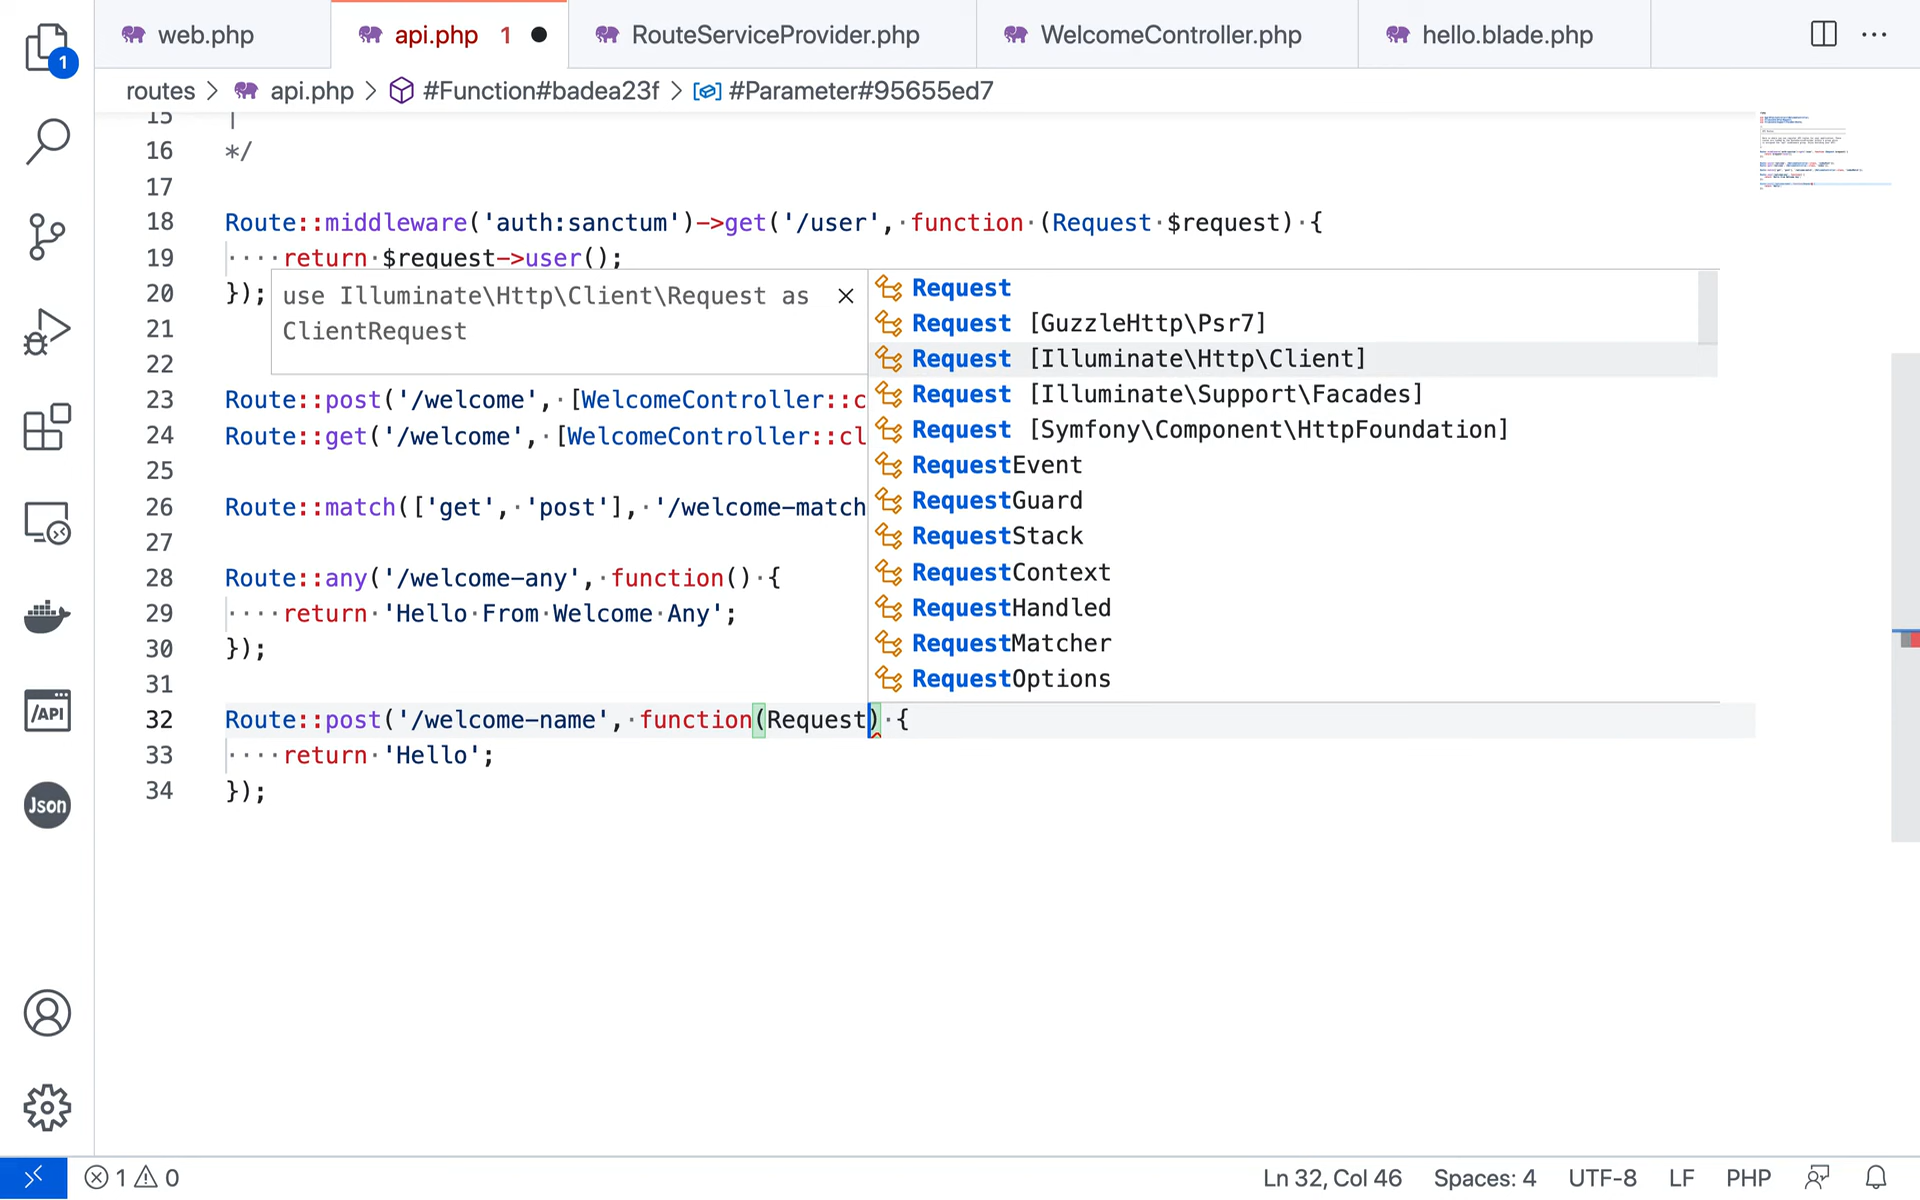 1
web.php
api.php 1
RouteServiceProvider.php
WelcomeController.php
hello.blade.php
routes > api.php > #Function#badea23f > #Parameter#95655ed7
15 |
16 */
17
18 Route::middleware('auth:sanctum')->get('/user',·function·(Request·$request)·{
19 ····return·$request->user();
20 });
21
22
23 Route::post('/welcome',·[WelcomeController::c
24 Route::get('/welcome',·[WelcomeController::cl
25
26 Route::match(['get',·'post'],·'/welcome-match
27
28 Route::any('/welcome-any',·function()·{
29 ····return·'Hello·From·Welcome·Any';
30 });
31
32 Route::post('/welcome-name',·function(Request)·{
33 ····return·'Hello';
34 });
use Illuminate\Http\Client\Request as
ClientRequest
Request
Request [GuzzleHttp\Psr7]
Request [Illuminate\Http\Client]
Request [Illuminate\Support\Facades]
Request [Symfony\Component\HttpFoundation]
RequestEvent
RequestGuard
RequestStack
RequestContext
RequestHandled
RequestMatcher
RequestOptions
/API
Json
1 0
Ln 32, Col 46 Spaces: 4 UTF-8 LF PHP